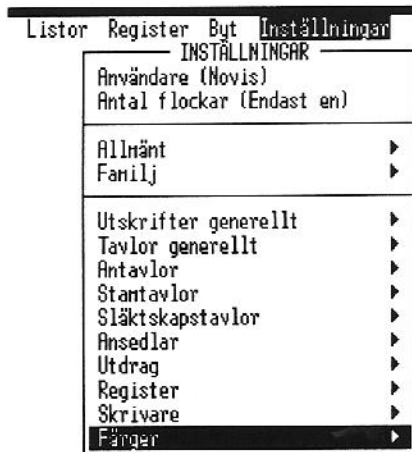 Listor Register Byt Inställningar
INSTÄLLNINGAR
Användare (Novis)
Antal flockar (Endast en)
Allmänt
Familj
Utskrifter generellt
Tavlor generellt
Antavlor
Stamtavlor
Släktskapstavlor
Ansedlar
Utdrag
Register
Skrivare
Färger